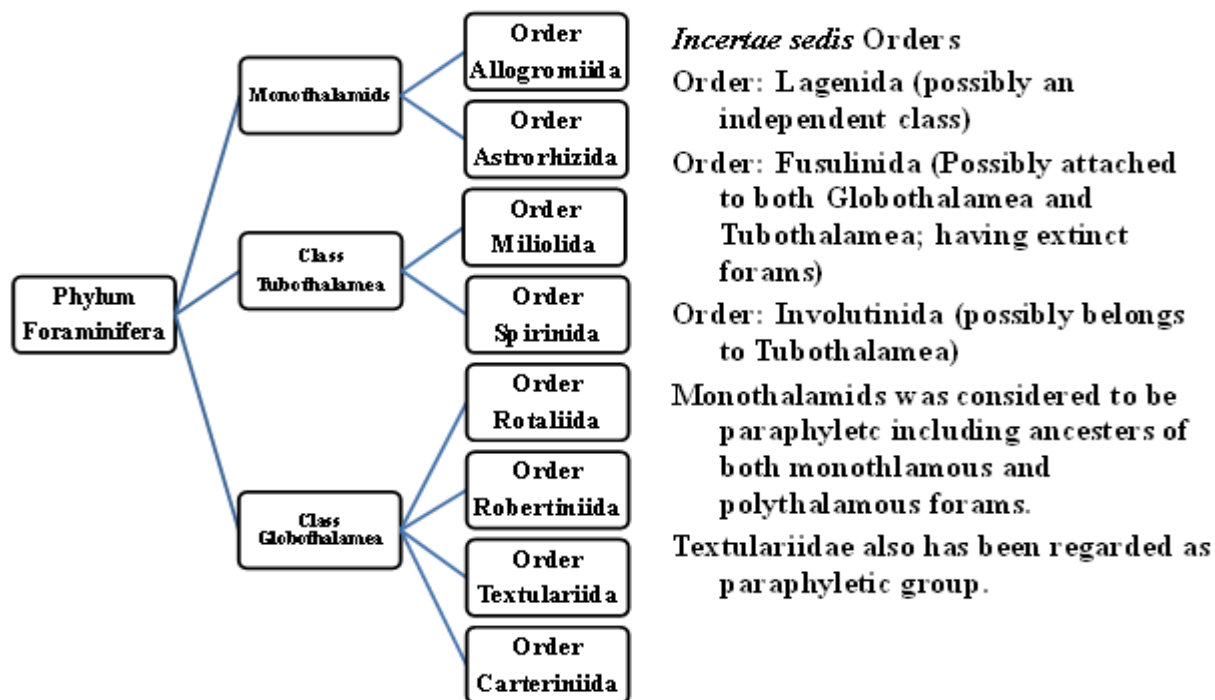 Phylum
Foraminifera
Monothalamids
Class
Tubothalamea
Class
Globothalamea
Order
Allogromiida
Order
Astrorhizida
Order
Miliolida
Order
Spirinida
Order
Rotaliida
Order
Robertiniida
Order
Textulariida
Order
Carteriniida
Incertae sedis Orders
Order: Lagenida (possibly an
independent class)
Order: Fusulinida (Possibly attached
to both Globothalamea and
Tubothalamea; having extinct
forams)
Order: Involutinida (possibly belongs
to Tubothalamea)
Monothalamids was considered to be
paraphyletc including ancesters of
both monothlamous and
polythalamous forams.
Textulariidae also has been regarded as
paraphyletic group.